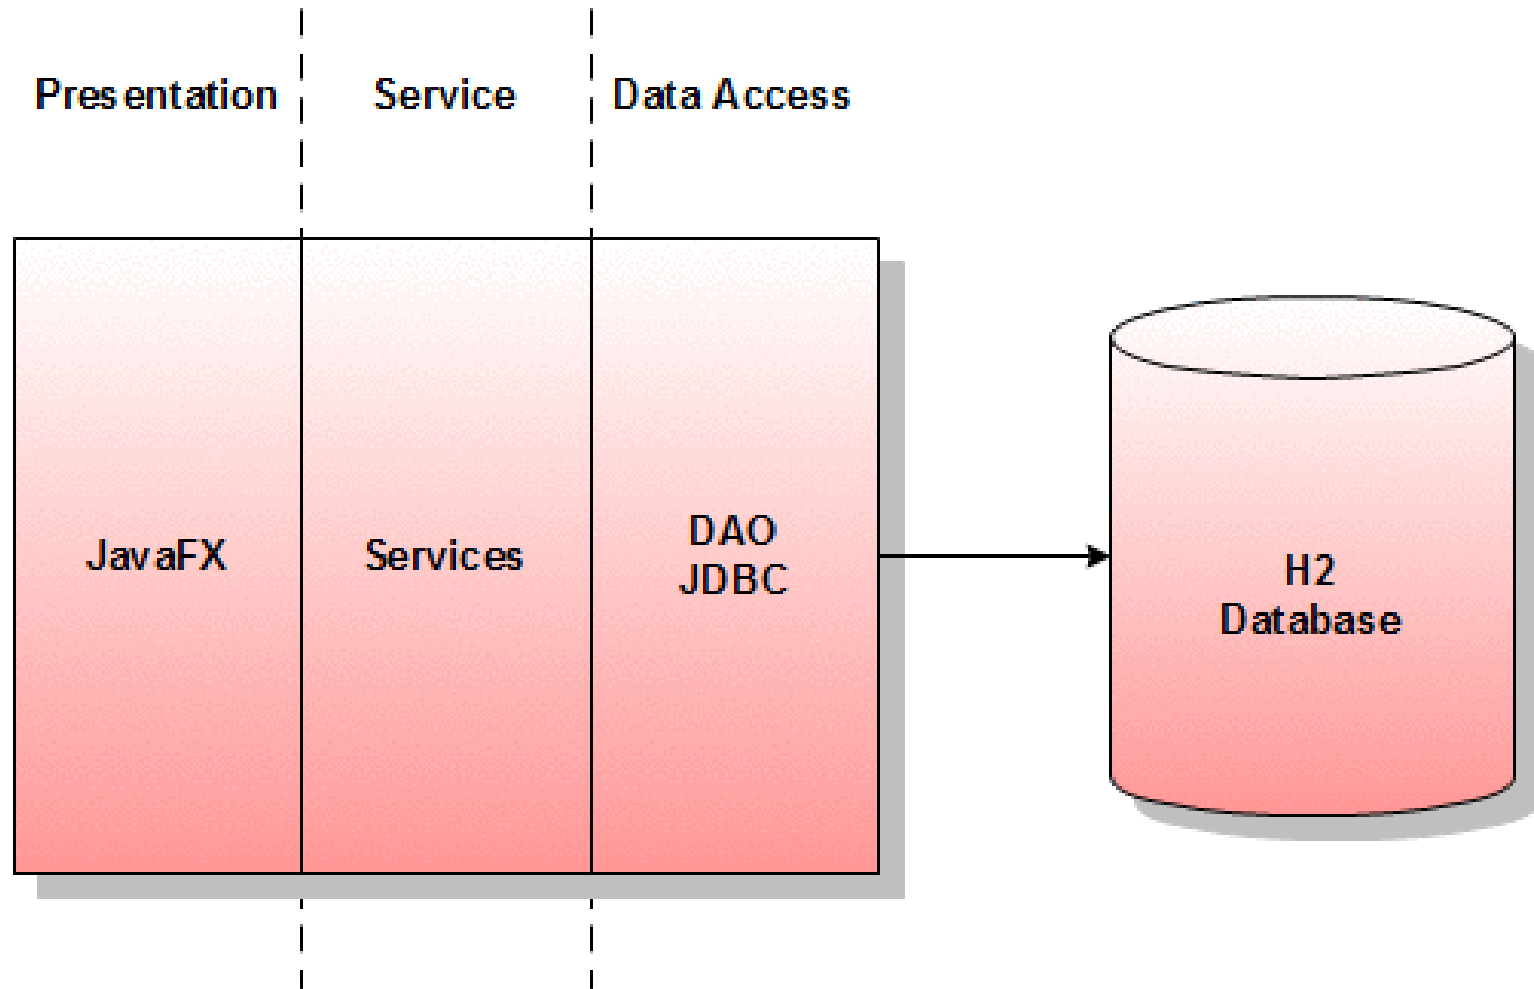 Presentation
Service
Data Access
JavaFX
Services
DAO
JDBC
H2
Database